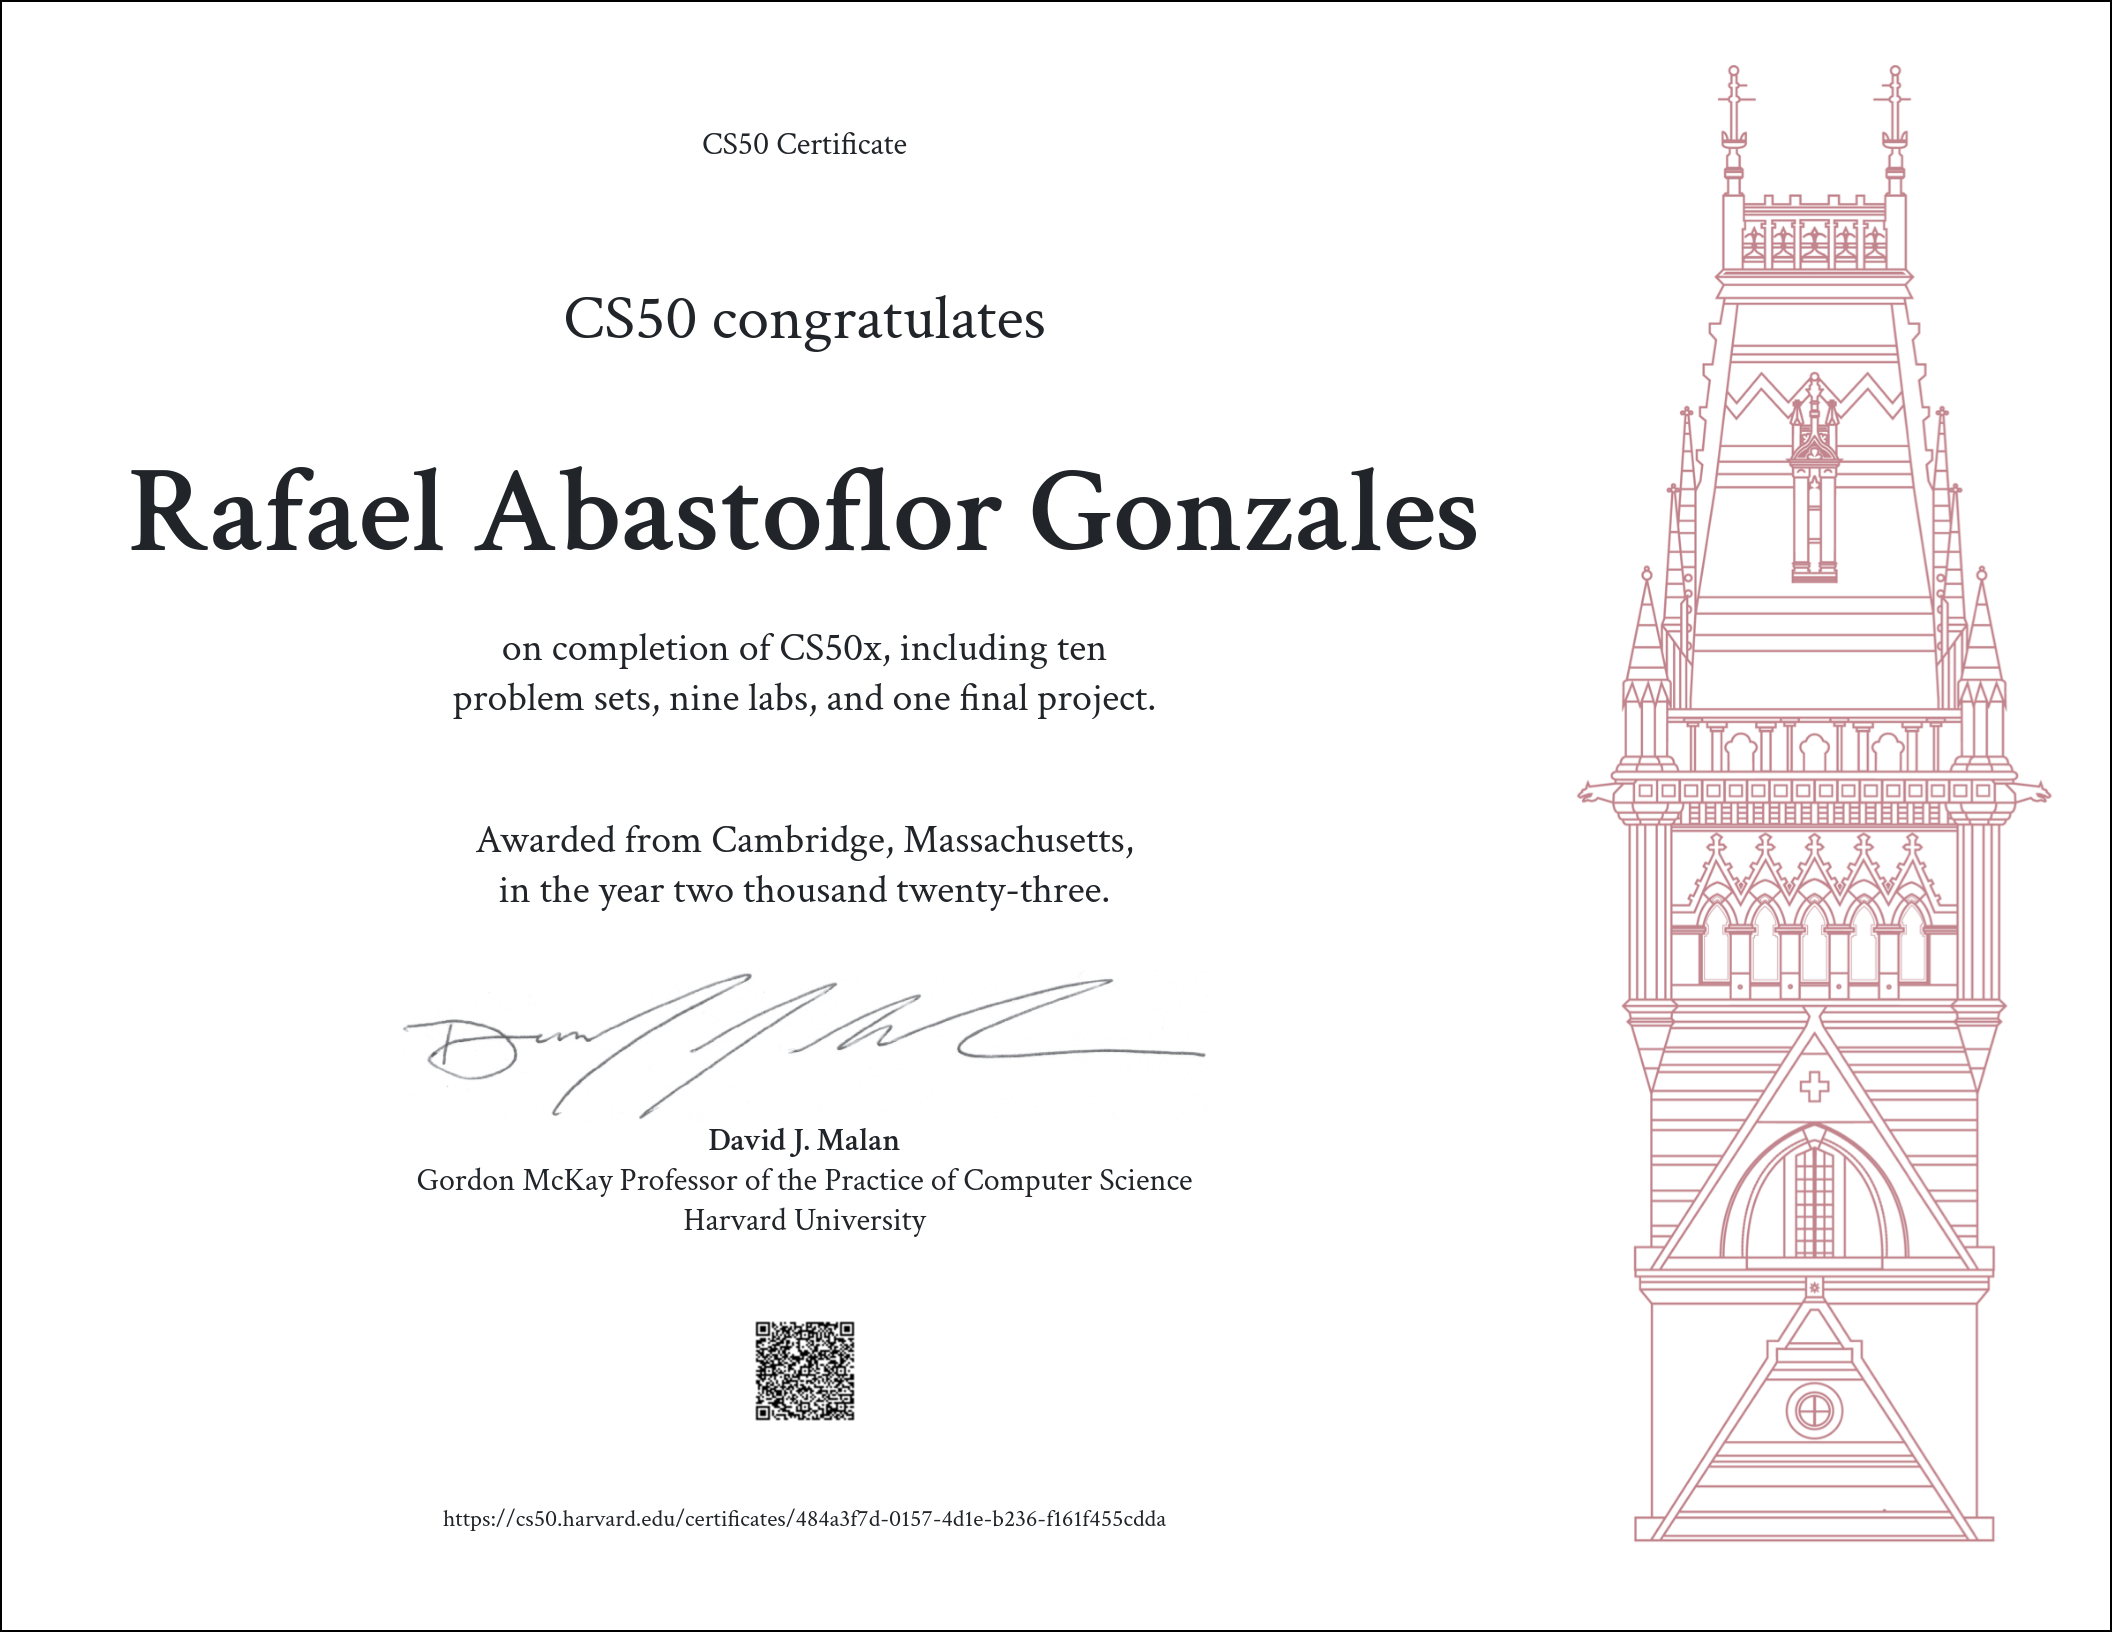 CS50 Certificate
CS50 congratulates
Rafael Abastoflor Gonzales
on completion of CS50x, including ten
problem sets, nine labs, and one final project.
Awarded from Cambridge, Massachusetts,
in the year two thousand twenty-three.
David J. Malan
Gordon McKay Professor of the Practice of Computer Science
Harvard University
https://cs50.harvard.edu/certificates/484a3f7d-0157-4d1e-b236-f161f455cdda